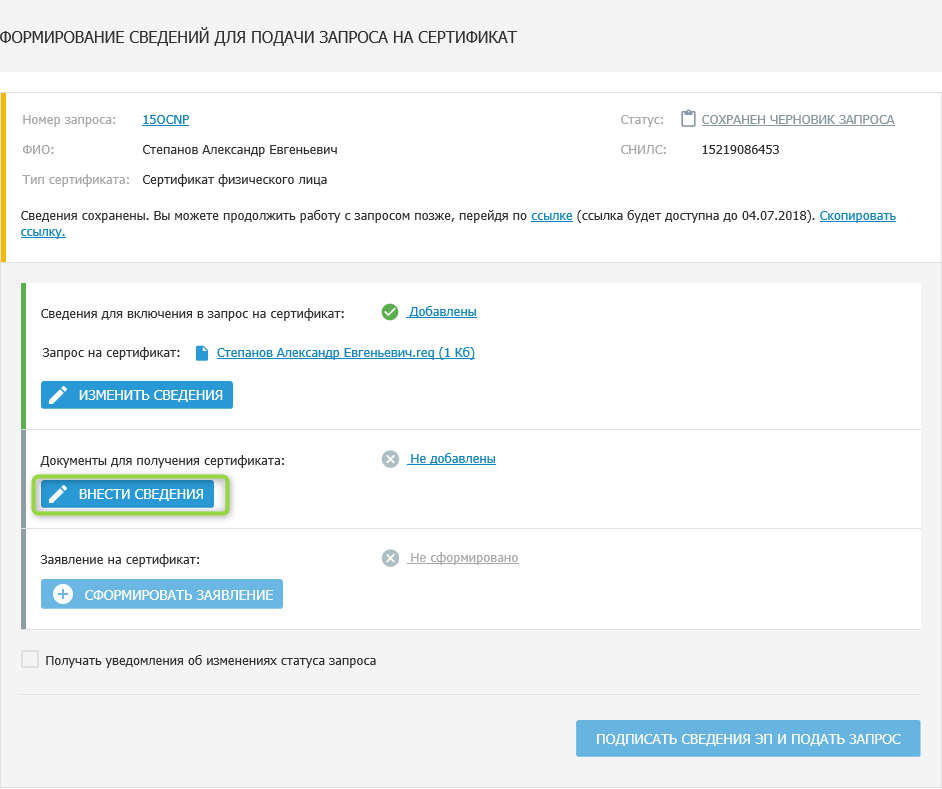 ФОРМИРОВАНИЕ СВЕДЕНИЙ ДЛЯ ПОДАЧИ ЗАПРОСА НА СЕРТИФИКАТ
Номер запроса: 15OCNP Статус: СОХРАНЕН ЧЕРНОВИК ЗАПРОСА
ФИО: Степанов Александр Евгеньевич СНИЛС: 15219086453
Тип сертификата: Сертификат физического лица
Сведения сохранены. Вы можете продолжить работу с запросом позже, перейдя по ссылке (ссылка будет доступна до 04.07.2018). Скопировать
ссылку.
Сведения для включения в запрос на сертификат: Добавлены
Запрос на сертификат: Степанов Александр Евгеньевич.req (1 Кб)
ИЗМЕНИТЬ СВЕДЕНИЯ
Документы для получения сертификата: Не добавлены
ВНЕСТИ СВЕДЕНИЯ
Заявление на сертификат: Не сформировано
СФОРМИРОВАТЬ ЗАЯВЛЕНИЕ
Получать уведомления об изменениях статуса запроса
ПОДПИСАТЬ СВЕДЕНИЯ ЭП И ПОДАТЬ ЗАПРОС